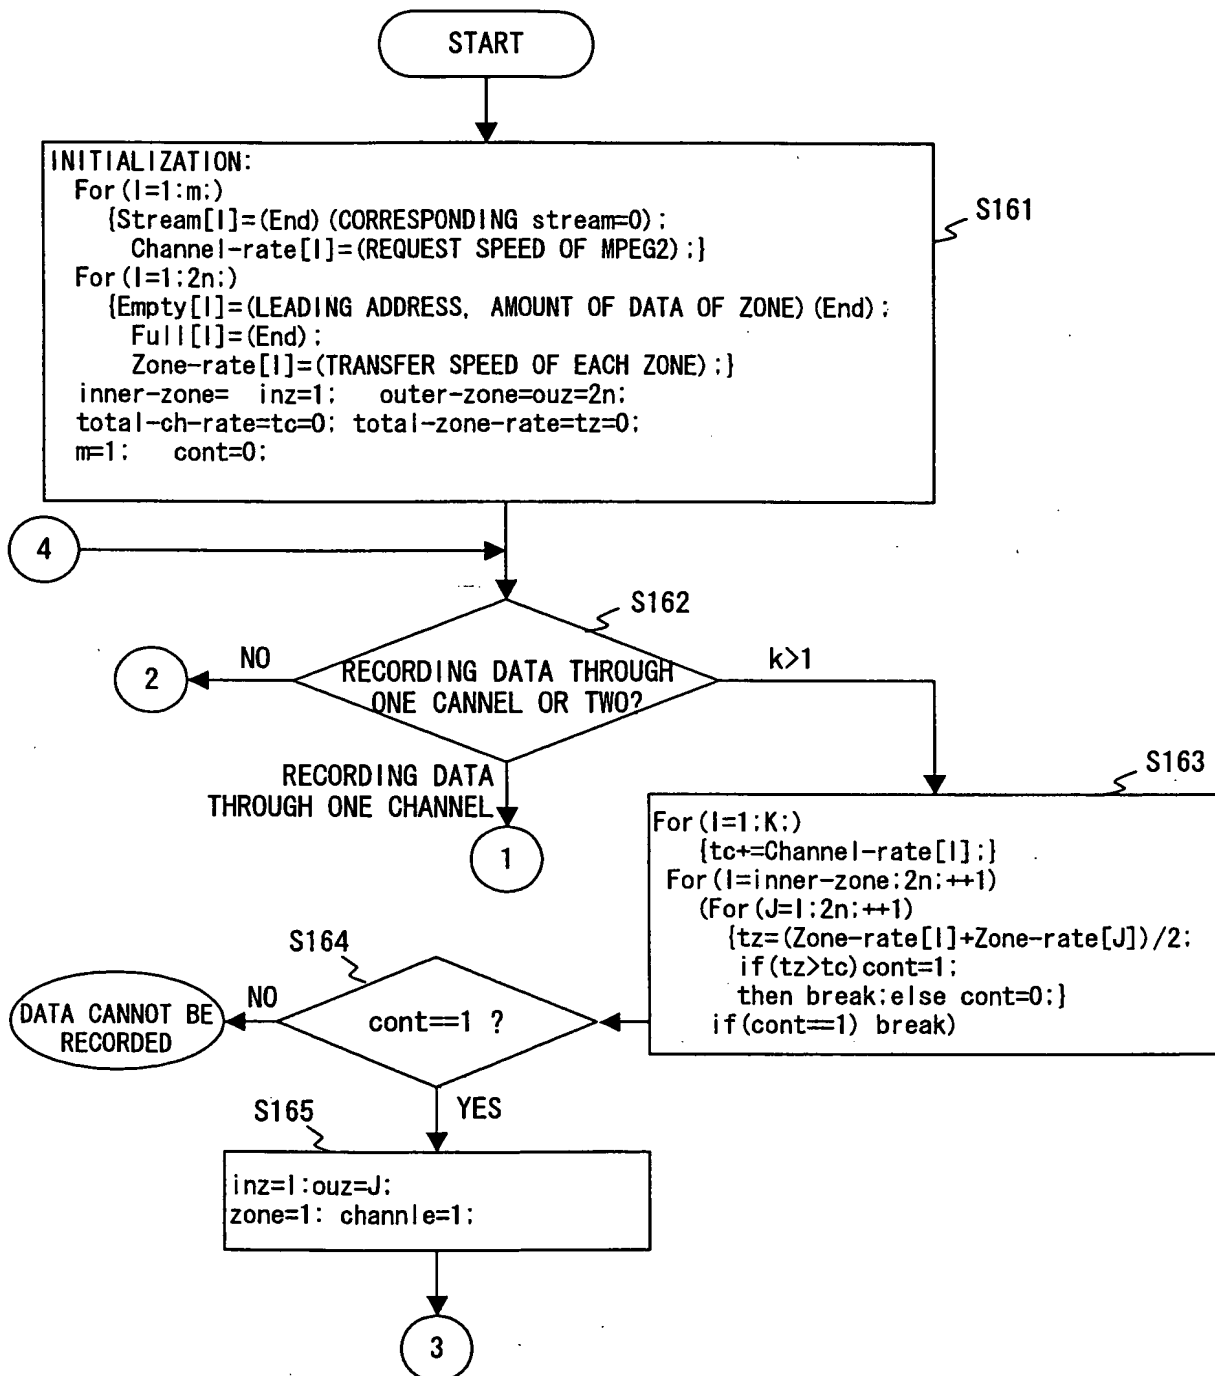 START
INITIALIZATION:
For(I=1:m;)
{Stream[I]=(End)(CORRESPONDING stream=0);
Channel-rate[I]=(REQUEST SPEED OF MPEG2);}
For(I=1:2n;)
{Empty[I]=(LEADING ADDRESS, AMOUNT OF DATA OF ZONE)(End);
Full[I]=(End);
Zone-rate[I]=(TRANSFER SPEED OF EACH ZONE);}
inner-zone= inz=1; outer-zone=ouz=2n;
total-ch-rate=tc=0; total-zone-rate=tz=0;
m=1; cont=0;
S161
4
S162
RECORDING DATA THROUGH
ONE CANNEL OR TWO?
NO
2
k>1
RECORDING DATA
THROUGH ONE CHANNEL
1
S163
For(I=1;K;)
{tc+=Channel-rate[I];}
For(I=inner-zone;2n;++1)
(For(J=I;2n;++1)
{tz=(Zone-rate[I]+Zone-rate[J])/2;
if(tz>tc)cont=1;
then break;else cont=0;}
if(cont==1) break)
S164
cont==1 ?
NO
DATA CANNOT BE
RECORDED
YES
S165
inz=I;ouz=J;
zone=1; channle=1;
3